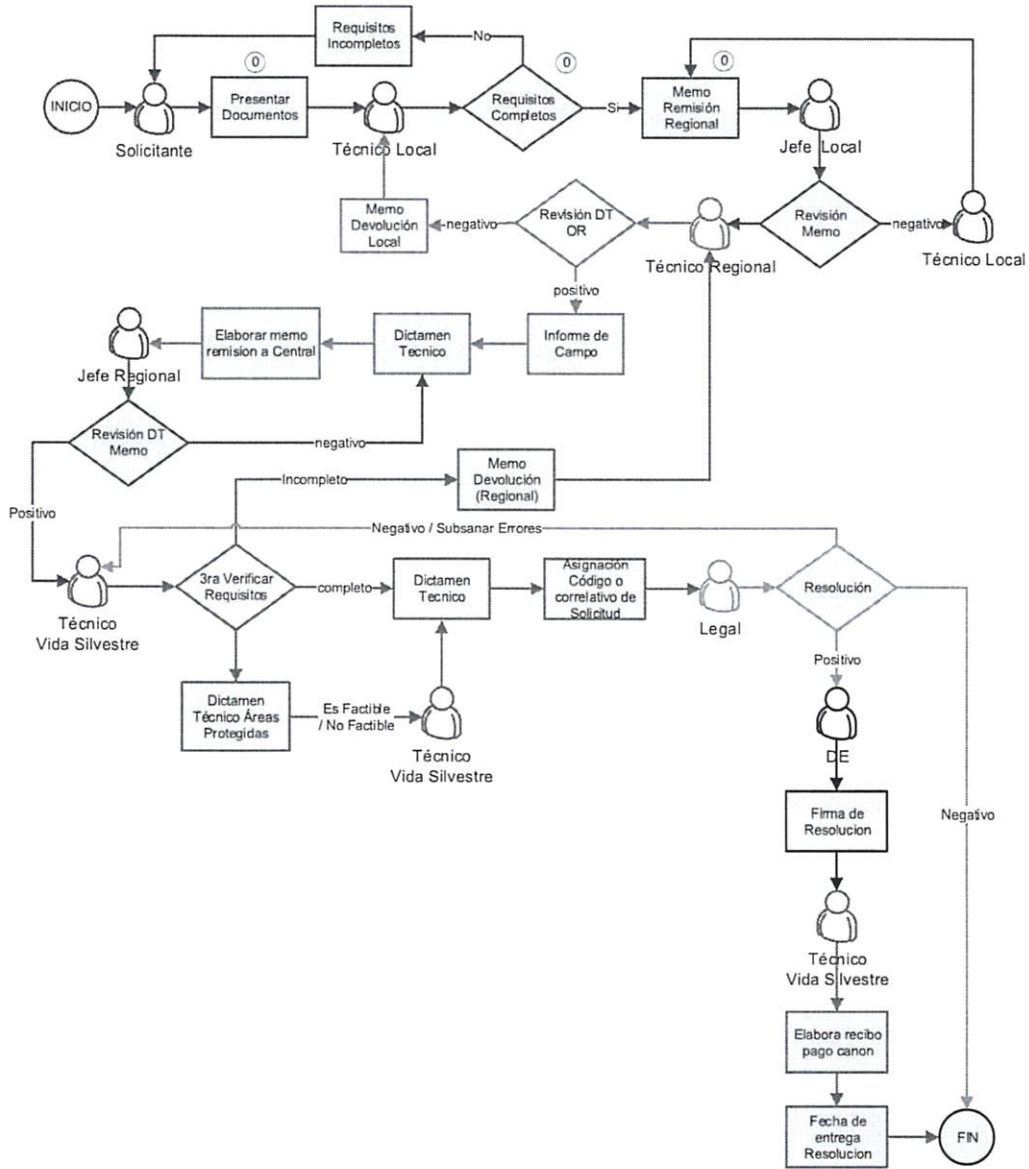 Requisitos
Incompletos
No
0
0
0
INICIO
Presentar
Documentos
Requisitos
Completos
Si
Memo
Remisión
Regional
Solicitante
Técnico Local
Jefe Local
Memo
Devolución
Local
negativo
Revisión DT
OR
Técnico Regional
Revisión
Memo
negativo
Técnico Local
positivo
Jefe Regional
Elaborar memo
remision a Central
Dictamen
Tecnico
Informe de
Campo
Revisión DT
Memo
negativo
Positivo
Incompleto
Memo
Devolución
(Regional)
Negativo / Subsanar Errores
Técnico
Vida Silvestre
3ra Verificar
Requisitos
completo
Dictamen
Tecnico
Asignación
Código o
correlativo de
Solicitud
Legal
Resolución
Positivo
Dictamen
Técnico Áreas
Protegidas
Es Factible
/ No Factible
Técnico
Vida Silvestre
DE
Firma de
Resolucion
Negativo
Técnico
Vida Silvestre
Elabora recibo
pago canon
Fecha de
entrega
Resolucion
FIN